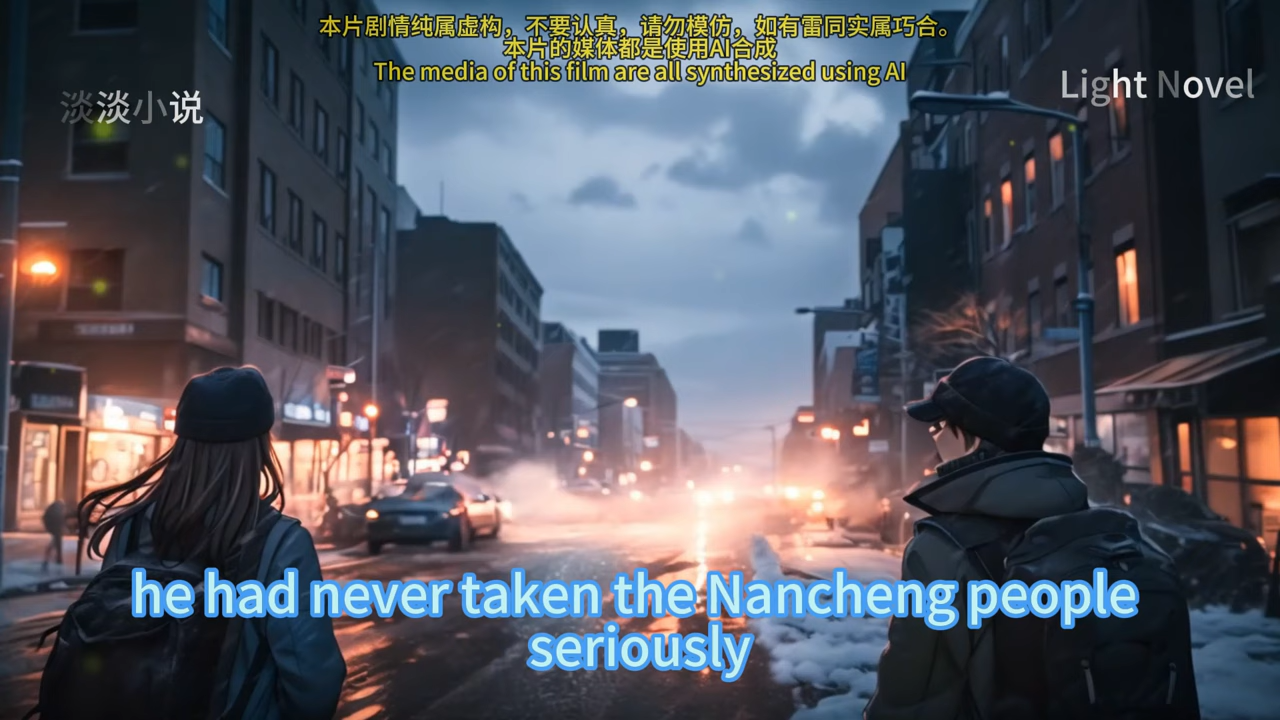 本片剧情纯属虚构，不要认真，请勿模仿，如有雷同实属巧合。
本片的媒体都是使用AI合成
The media of this film are all synthesized using AI
淡淡小说
Light Novel
he had never taken the Nancheng people
seriously